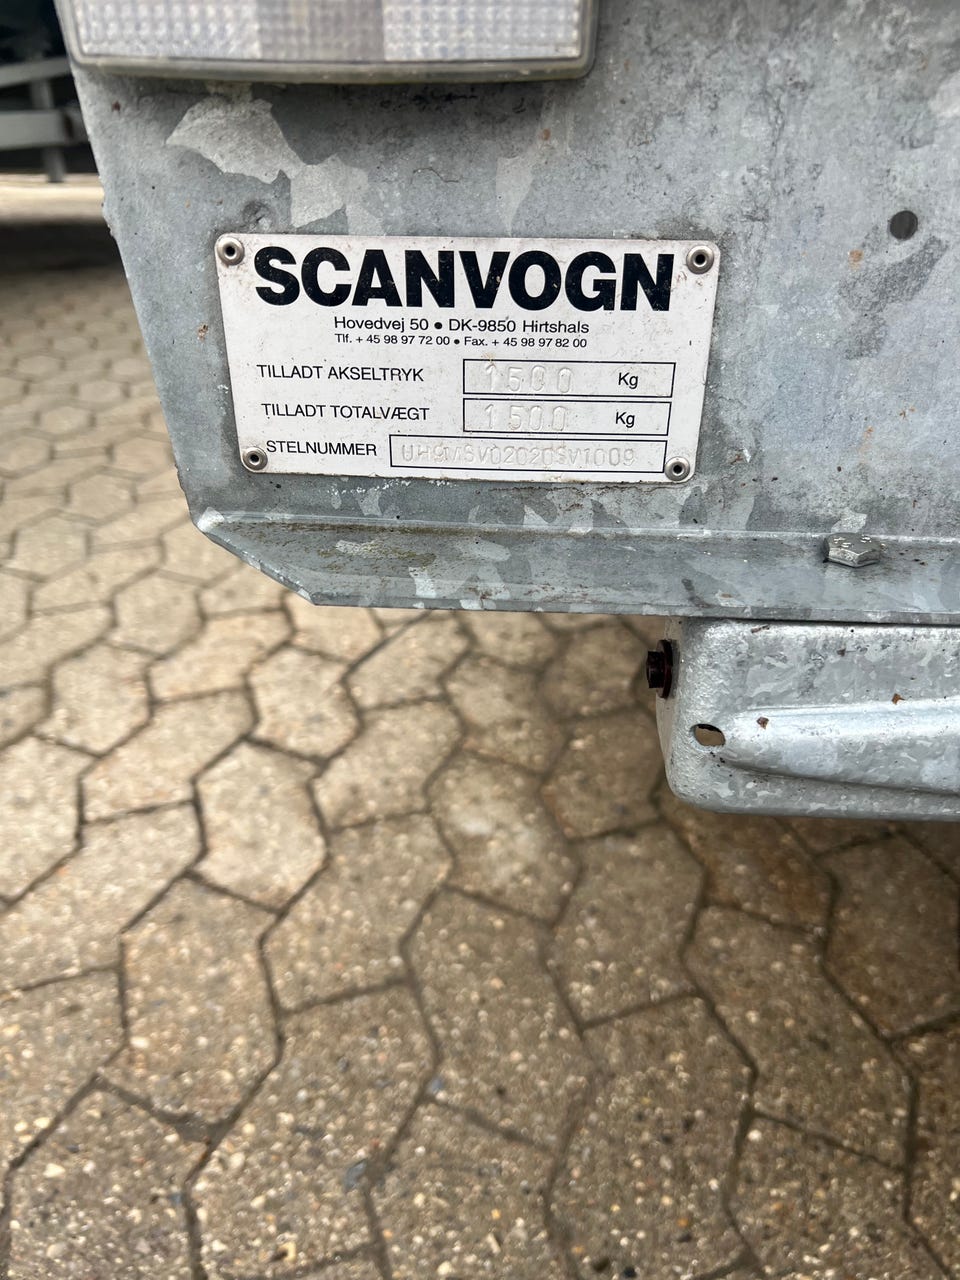 SCANVOGN
Hovedvej 50 • DK-9850 Hirtshals
Tlf. + 45 98 97 72 00 • Fax. + 45 98 97 82 00
TILLADT AKSELTRYK 1500 Kg
TILLADT TOTALVÆGT 1500 Kg
STELNUMMER UH9MSV0202DSV1009